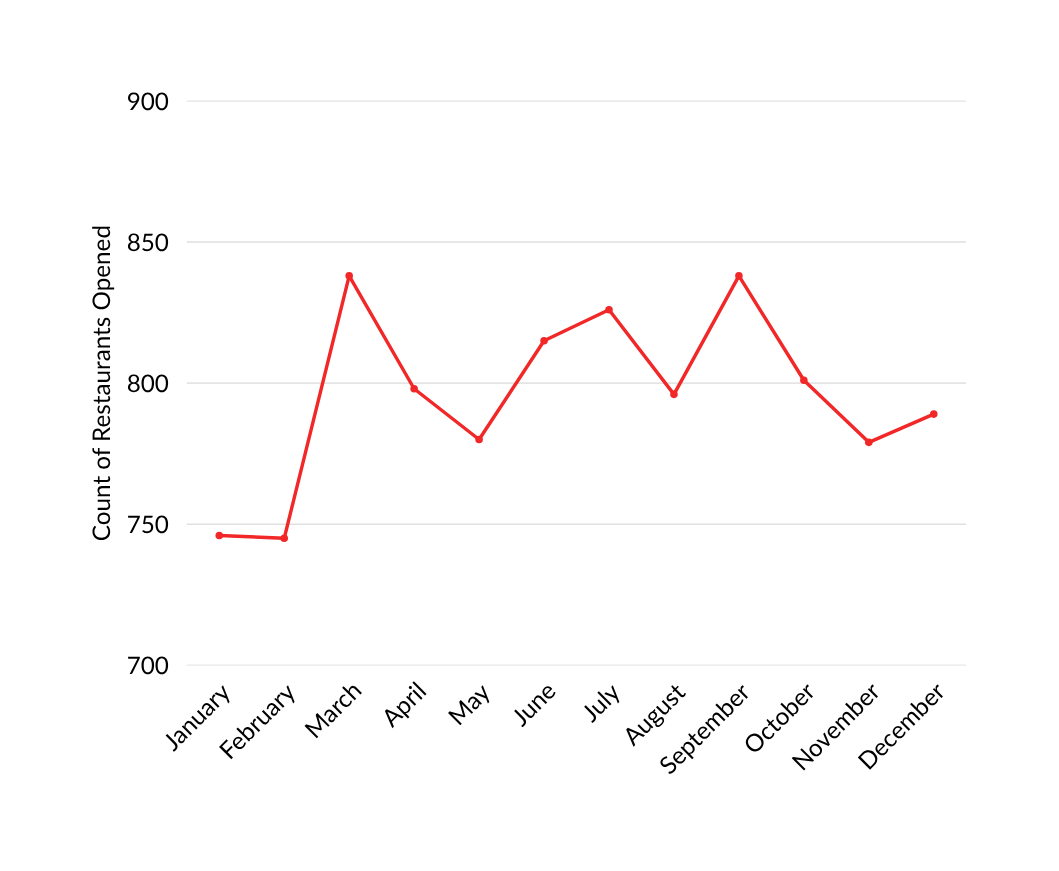 900
850
800
750
700
Count of Restaurants Opened
January
February
March
April
May
June
July
August
September
October
November
December